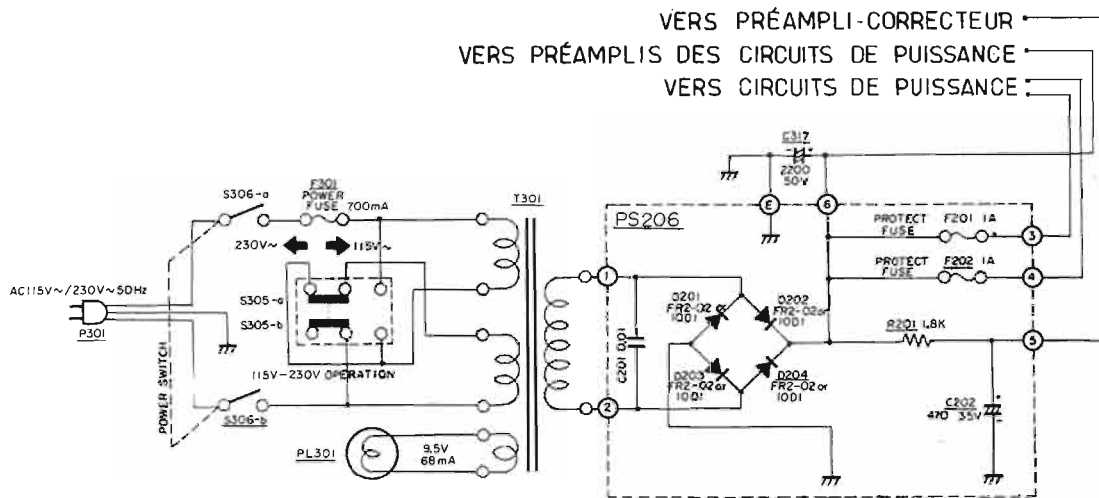 VERS PRÉAMPLI-CORRECTEUR
VERS PRÉAMPLIS DES CIRCUITS DE PUISSANCE
VERS CIRCUITS DE PUISSANCE
C317
- +
2200
50V
S306-a
F301
POWER
FUSE
700mA
T301
PS206
E
6
230V~
115V~
PROTECT
FUSE
F201 1A
3
PROTECT
FUSE
F202 1A
4
AC115V~/230V~50Hz
P301
S305-a
S305-b
1
D201
FR2-02 or
10D1
D202
FR2-02 or
10D1
C201 0.01
R201 1.8K
5
POWER SWITCH
115V-230V OPERATION
D203
FR2-02 or
10D1
D204
FR2-02 or
10D1
S306-b
2
C202
470 35V
+
-
PL301
9.5V
68mA